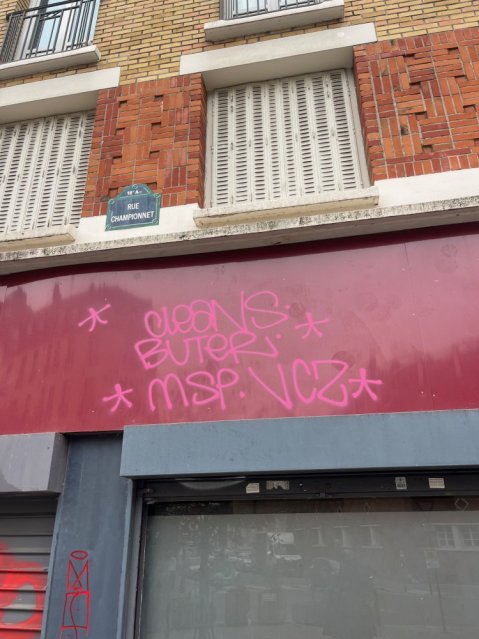 18e Arr
RUE
CHAMPIONNET
CLEANS.
BUTER.
MSP. VCZ